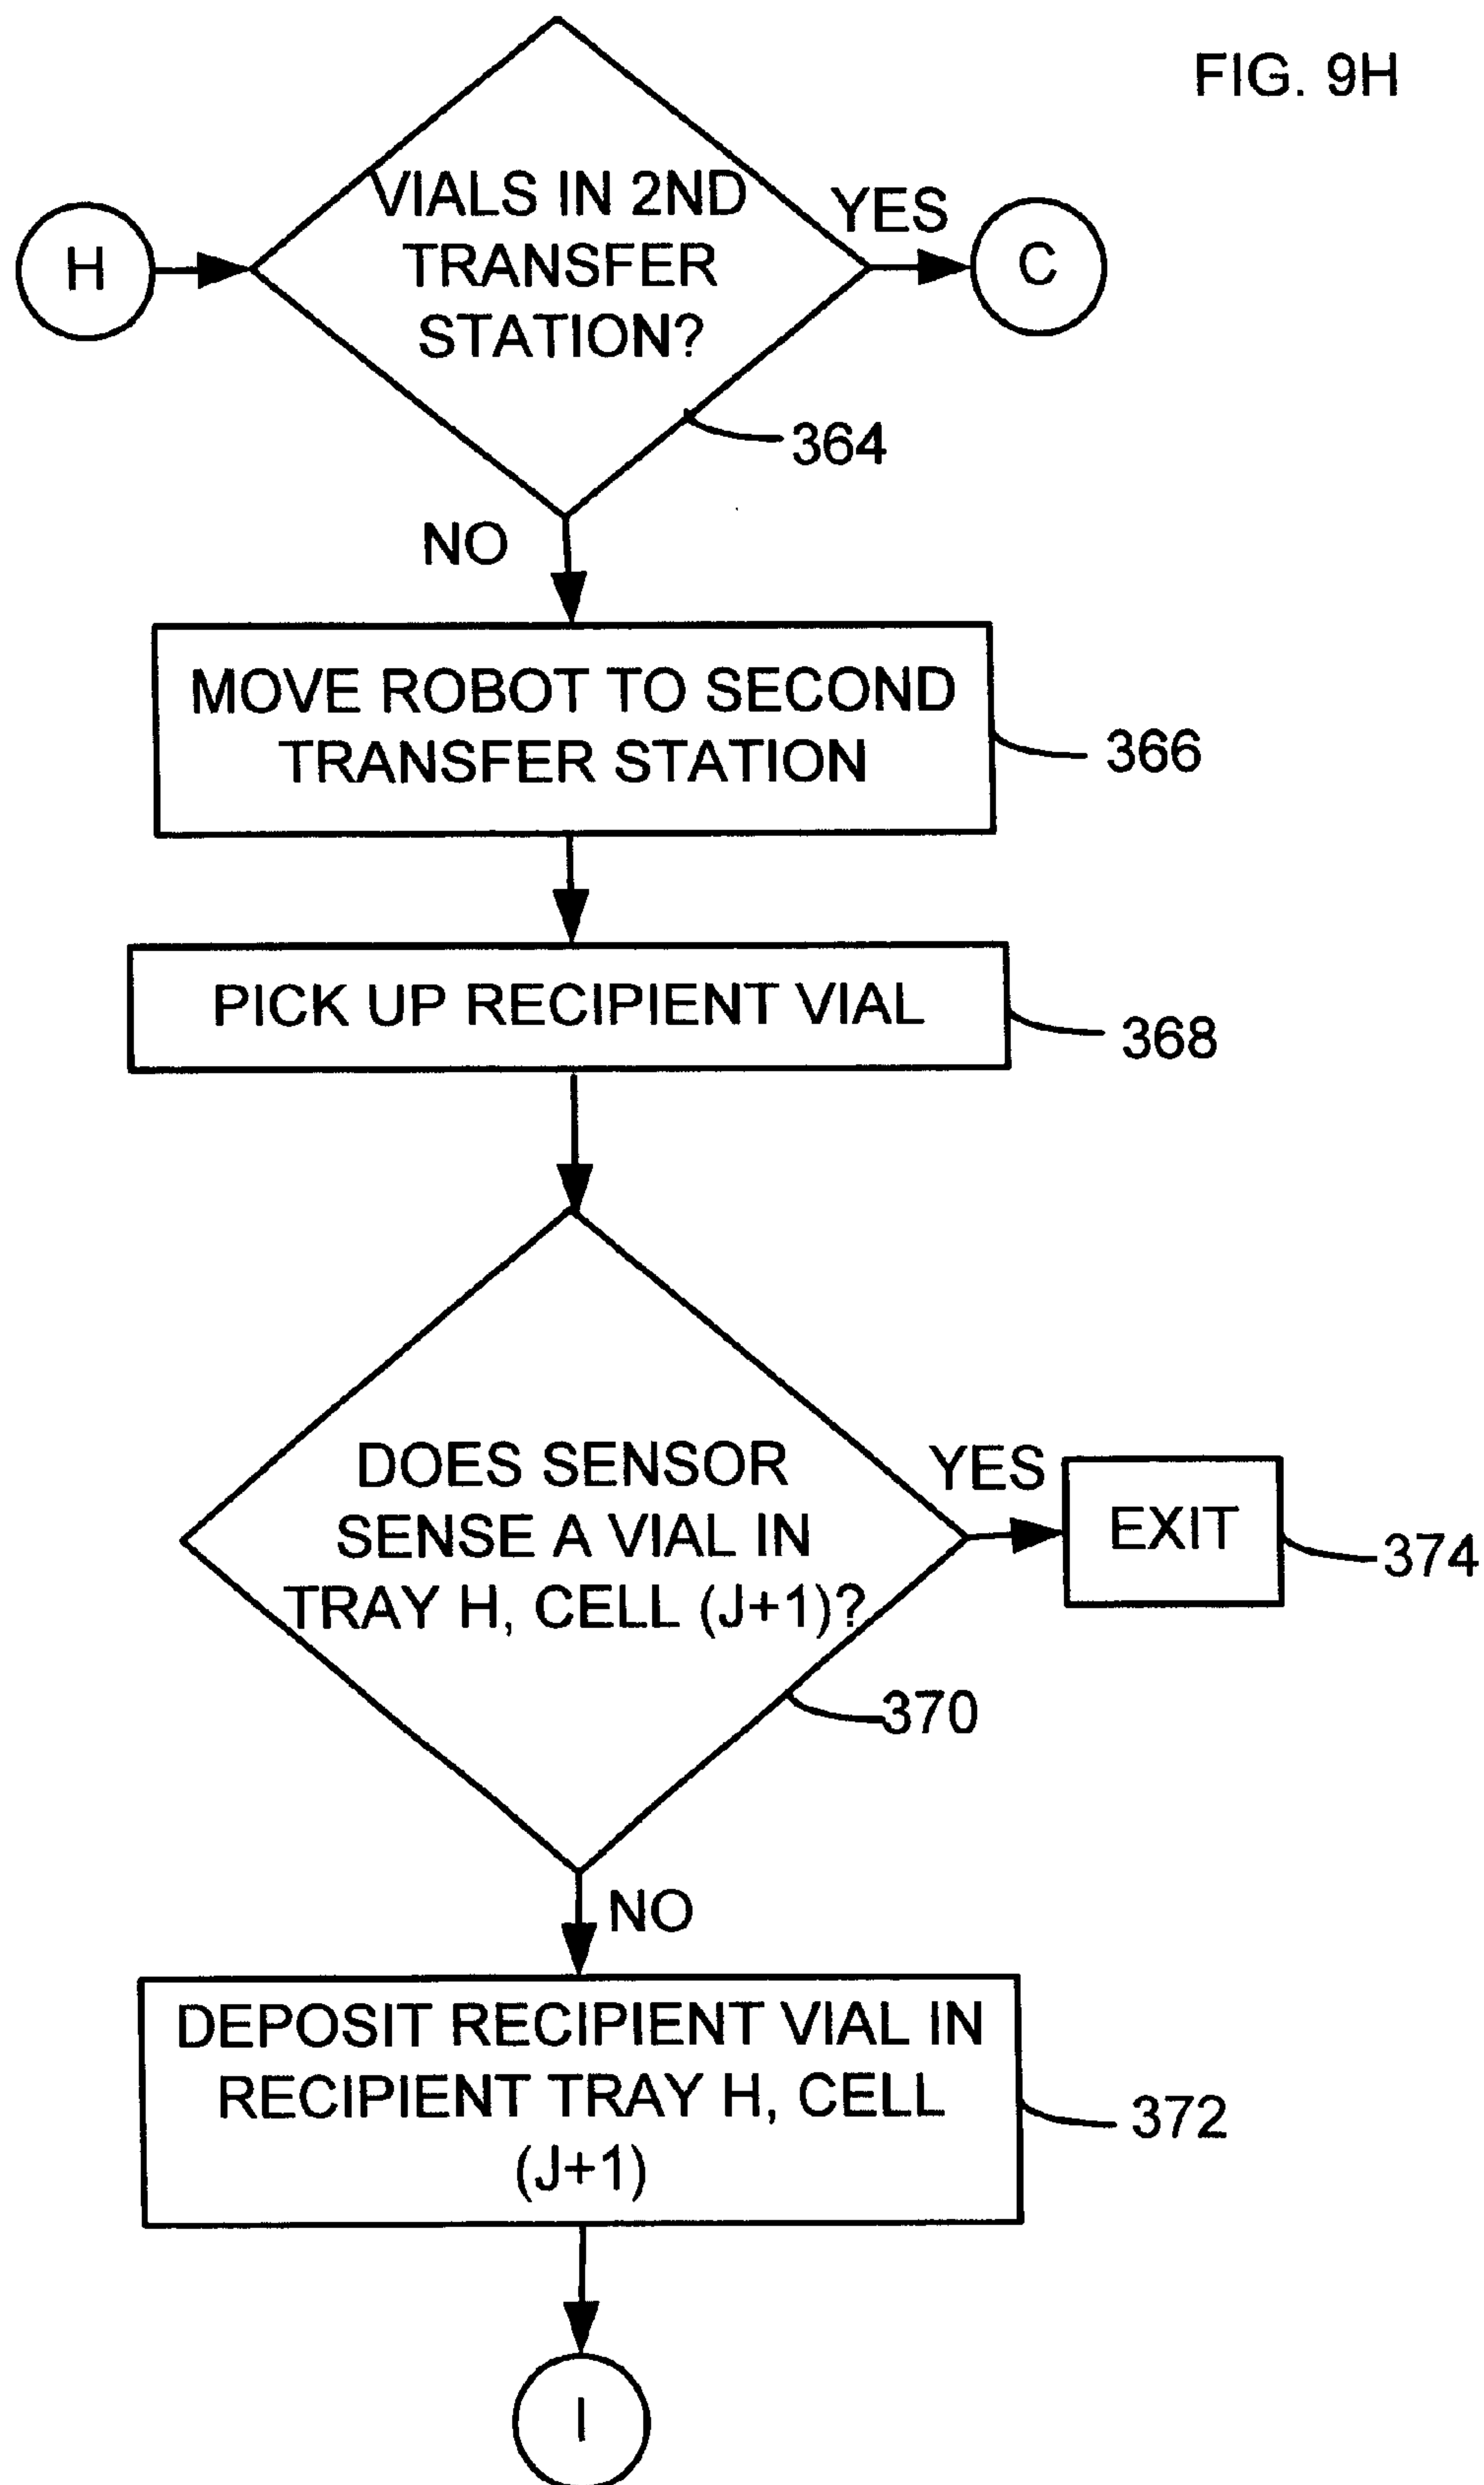 FIG. 9H
H
VIALS IN 2ND
TRANSFER
STATION?
YES
C
364
NO
MOVE ROBOT TO SECOND
TRANSFER STATION
366
PICK UP RECIPIENT VIAL
368
DOES SENSOR
SENSE A VIAL IN
TRAY H, CELL (J+1)?
YES
EXIT
374
370
NO
DEPOSIT RECIPIENT VIAL IN
RECIPIENT TRAY H, CELL
(J+1)
372
I